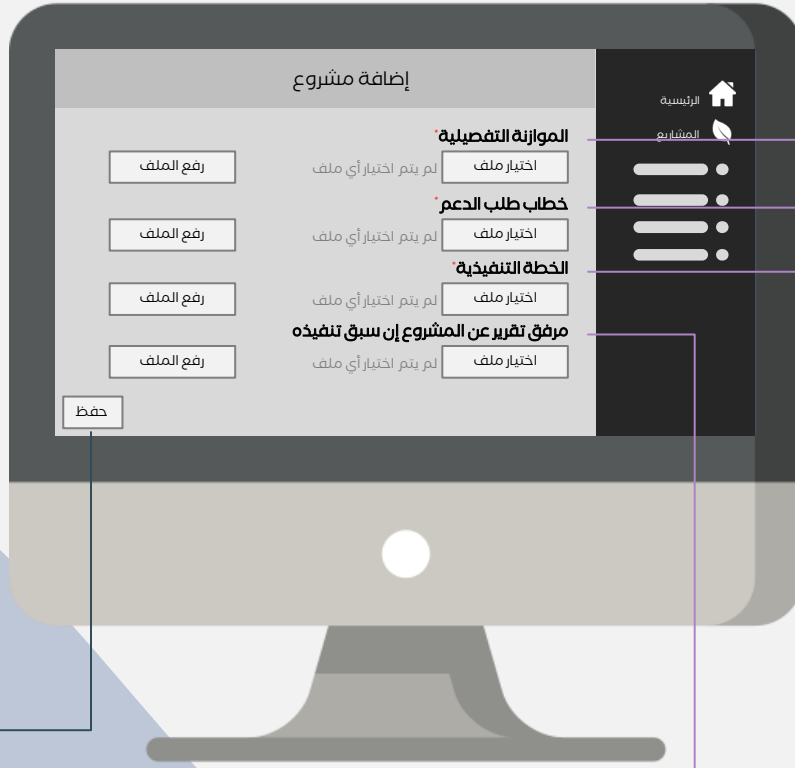 إضافة مشروع
الرئيسية
المشاريع
الموازنة التفصيلية*
اختيار ملف لم يتم اختيار أي ملف رفع الملف
خطاب طلب الدعم*
اختيار ملف لم يتم اختيار أي ملف رفع الملف
الخطة التنفيذية*
اختيار ملف لم يتم اختيار أي ملف رفع الملف
مرفق تقرير عن المشروع إن سبق تنفيذه
اختيار ملف لم يتم اختيار أي ملف رفع الملف
حفظ